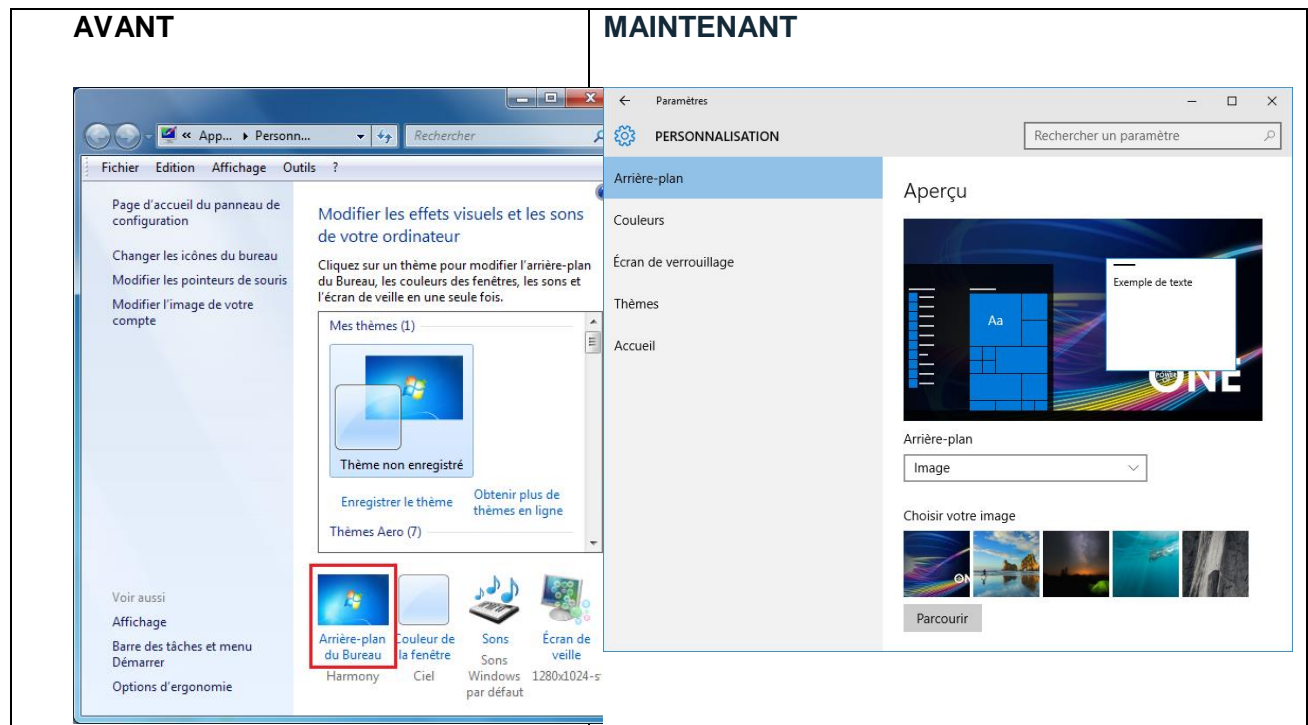 AVANT
MAINTENANT
« App... Personn...
Rechercher
Fichier Edition Affichage Outils ?
Page d'accueil du panneau de
configuration
Changer les icônes du bureau
Modifier les pointeurs de souris
Modifier l'image de votre
compte
Voir aussi
Affichage
Barre des tâches et menu
Démarrer
Options d'ergonomie
Modifier les effets visuels et les sons
de votre ordinateur
Cliquez sur un thème pour modifier l'arrière-plan
du Bureau, les couleurs des fenêtres, les sons et
l'écran de veille en une seule fois.
Mes thèmes (1)
Thème non enregistré
Enregistrer le thème
Obtenir plus de
thèmes en ligne
Thèmes Aero (7)
Arrière-plan
du Bureau
Harmony
Couleur de
la fenêtre
Ciel
Sons
Sons
Windows
par défaut
Écran de
veille
1280x1024-s
Paramètres
PERSONNALISATION
Rechercher un paramètre
Arrière-plan
Couleurs
Écran de verrouillage
Thèmes
Accueil
Aperçu
Exemple de texte
Aa
POWER
ONE
Arrière-plan
Image
Choisir votre image
ON
Parcourir